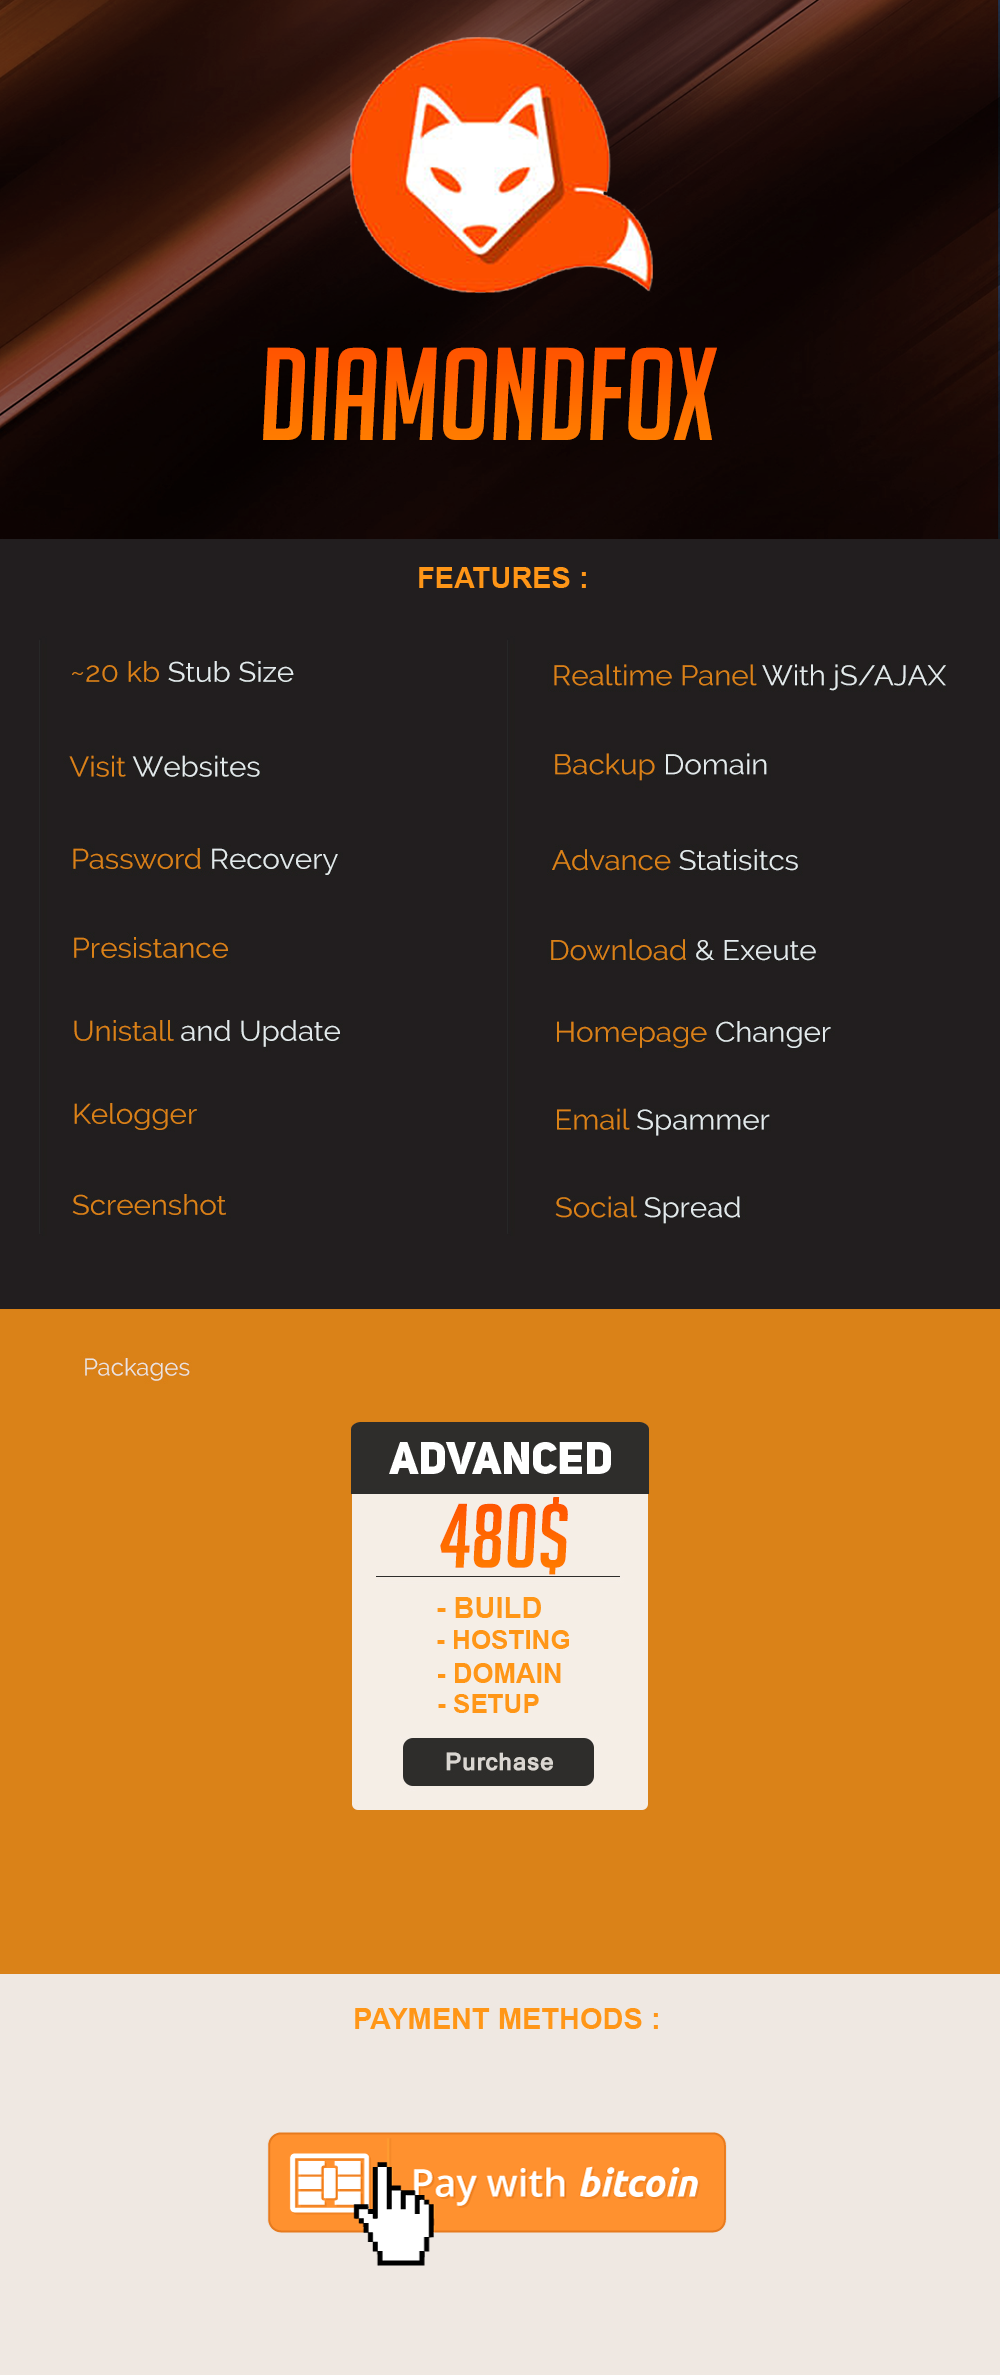 DIAMONDFOX
FEATURES :
~20 kb Stub Size
Visit Websites
Password Recovery
Presistance
Unistall and Update
Kelogger
Screenshot
Realtime Panel With jS/AJAX
Backup Domain
Advance Statisitcs
Download & Exeute
Homepage Changer
Email Spammer
Social Spread
Packages
ADVANCED
480$
- BUILD
- HOSTING
- DOMAIN
- SETUP
Purchase
PAYMENT METHODS :
Pay with bitcoin